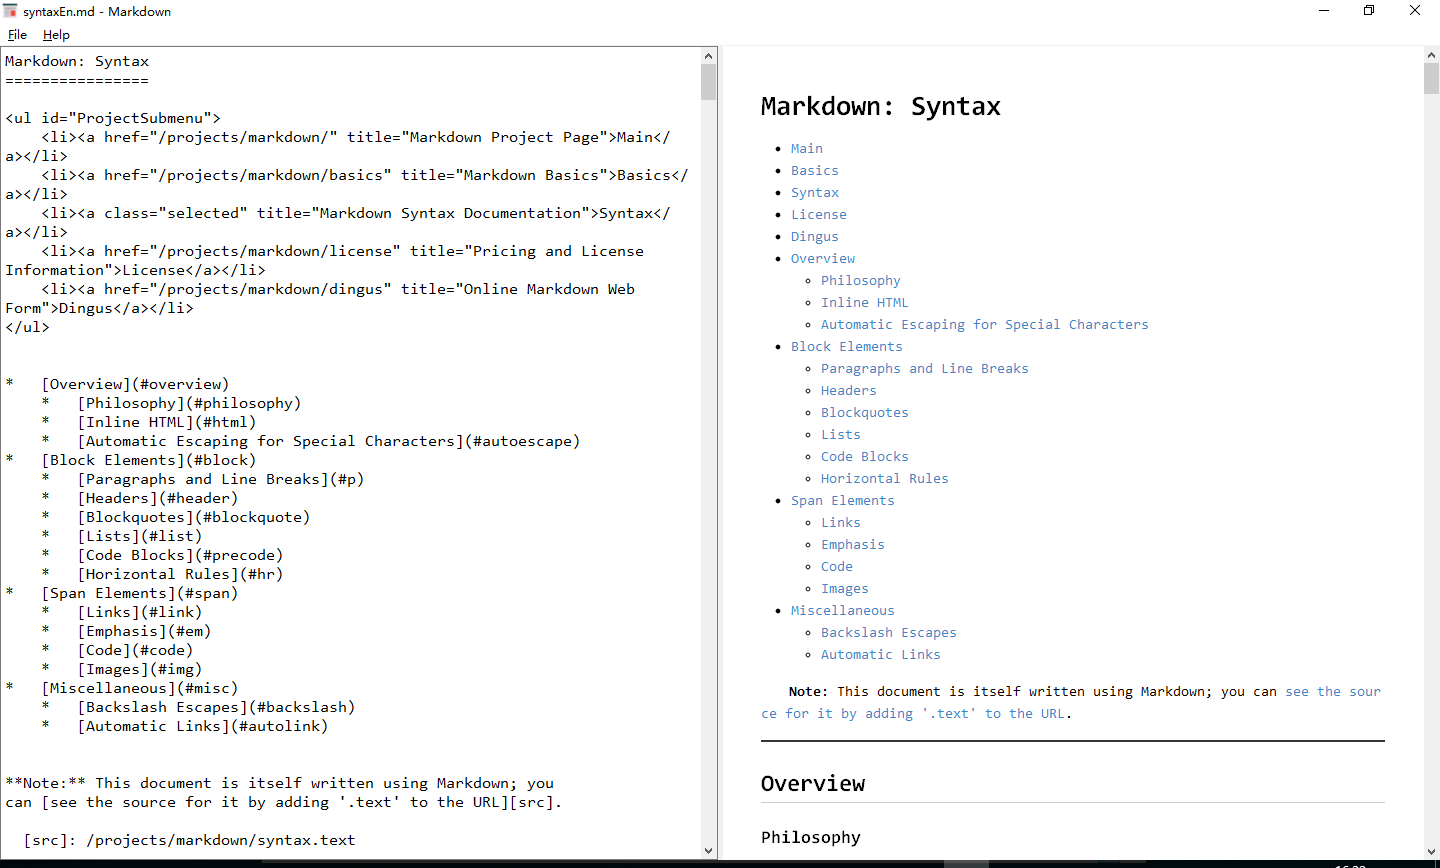 syntaxEn.md - Markdown
File Help
Markdown: Syntax
================
<ul id="ProjectSubmenu">
    <li><a href="/projects/markdown/" title="Markdown Project Page">Main</
a></li>
    <li><a href="/projects/markdown/basics" title="Markdown Basics">Basics</
a></li>
    <li><a class="selected" title="Markdown Syntax Documentation">Syntax</
a></li>
    <li><a href="/projects/markdown/license" title="Pricing and License
Information">License</a></li>
    <li><a href="/projects/markdown/dingus" title="Online Markdown Web
Form">Dingus</a></li>
</ul>
*   [Overview](#overview)
    *   [Philosophy](#philosophy)
    *   [Inline HTML](#html)
    *   [Automatic Escaping for Special Characters](#autoescape)
*   [Block Elements](#block)
    *   [Paragraphs and Line Breaks](#p)
    *   [Headers](#header)
    *   [Blockquotes](#blockquote)
    *   [Lists](#list)
    *   [Code Blocks](#precode)
    *   [Horizontal Rules](#hr)
*   [Span Elements](#span)
    *   [Links](#link)
    *   [Emphasis](#em)
    *   [Code](#code)
    *   [Images](#img)
*   [Miscellaneous](#misc)
    *   [Backslash Escapes](#backslash)
    *   [Automatic Links](#autolink)
**Note:** This document is itself written using Markdown; you
can [see the source for it by adding '.text' to the URL][src].
  [src]: /projects/markdown/syntax.text
Markdown: Syntax
Main
Basics
Syntax
License
Dingus
Overview
Philosophy
Inline HTML
Automatic Escaping for Special Characters
Block Elements
Paragraphs and Line Breaks
Headers
Blockquotes
Lists
Code Blocks
Horizontal Rules
Span Elements
Links
Emphasis
Code
Images
Miscellaneous
Backslash Escapes
Automatic Links
Note: This document is itself written using Markdown; you can see the sour
ce for it by adding '.text' to the URL.
Overview
Philosophy